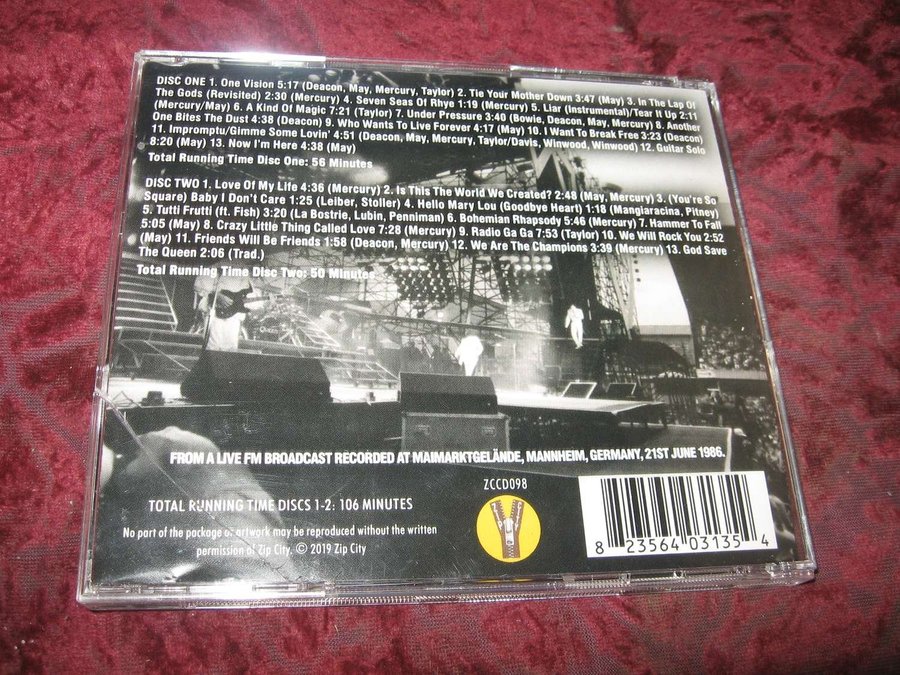 DISC ONE 1. One Vision 5:17 (Deacon, May, Mercury, Taylor) 2. Tie Your Mother Down 3:47 (May) 3. In The Lap Of
The Gods (Revisited) 2:30 (Mercury) 4. Seven Seas Of Rhye 1:19 (Mercury) 5. Liar (Instrumental)/Tear It Up 2:11
(Mercury/May) 6. A Kind Of Magic 7:21 (Taylor) 7. Under Pressure 3:40 (Bowie, Deacon, May, Mercury) 8. Another
One Bites The Dust 4:38 (Deacon) 9. Who Wants To Live Forever 4:17 (May) 10. I Want To Break Free 3:23 (Deacon)
11. Impromptu/Gimme Some Lovin' 4:51 (Deacon, May, Mercury, Taylor/Davis, Winwood, Winwood) 12. Guitar Solo
8:20 (May) 13. Now I'm Here 4:38 (May)
Total Running Time Disc One: 56 Minutes
DISC TWO 1. Love Of My Life 4:36 (Mercury) 2. Is This The World We Created? 2:48 (May, Mercury) 3. (You're So
Square) Baby I Don't Care 1:25 (Leiber, Stoller) 4. Hello Mary Lou (Goodbye Heart) 1:18 (Mangiaracina, Pitney)
5. Tutti Frutti (ft. Fish) 3:20 (La Bostrie, Lubin, Penniman) 6. Bohemian Rhapsody 5:46 (Mercury) 7. Hammer To Fall
5:05 (May) 8. Crazy Little Thing Called Love 7:28 (Mercury) 9. Radio Ga Ga 7:53 (Taylor) 10. We Will Rock You 2:52
(May) 11. Friends Will Be Friends 1:58 (Deacon, Mercury) 12. We Are The Champions 3:39 (Mercury) 13. God Save
The Queen 2:06 (Trad.)
Total Running Time Disc Two: 50 Minutes
FROM A LIVE FM BROADCAST RECORDED AT MAIMARKTGELÄNDE, MANNHEIM, GERMANY, 21ST JUNE 1986.
ZCCD098
TOTAL RUNNING TIME DISCS 1-2: 106 MINUTES
No part of the package or artwork may be reproduced without the written
permission of Zip City, © 2019 Zip City
8 23564 03135 4